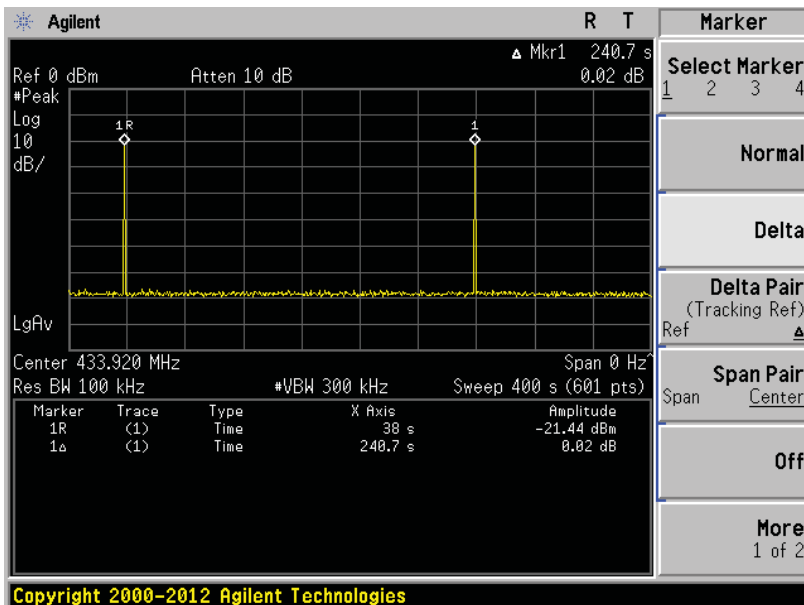 Agilent R T Marker
Δ Mkr1 240.7 s
Ref 0 dBm Atten 10 dB 0.02 dB
#Peak
Log
10
dB/
1R 1
LgAv
Center 433.920 MHz Span 0 Hz^
Res BW 100 kHz #VBW 300 kHz Sweep 400 s (601 pts)
Marker Trace Type X Axis Amplitude
1R (1) Time 38 s -21.44 dBm
1Δ (1) Time 240.7 s 0.02 dB
Select Marker
1 2 3 4
Normal
Delta
Delta Pair
(Tracking Ref)
Ref Δ
Span Pair
Span Center
Off
More
1 of 2
Copyright 2000-2012 Agilent Technologies